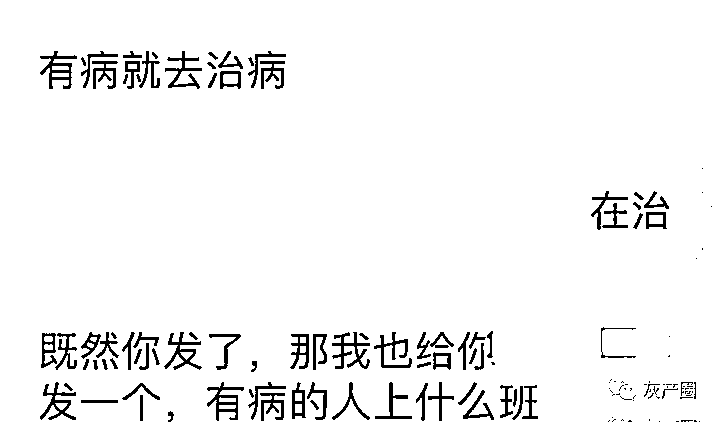 有病就去治病
在治
既然你发了，那我也给你
发一个，有病的人上什么班
灰产圈